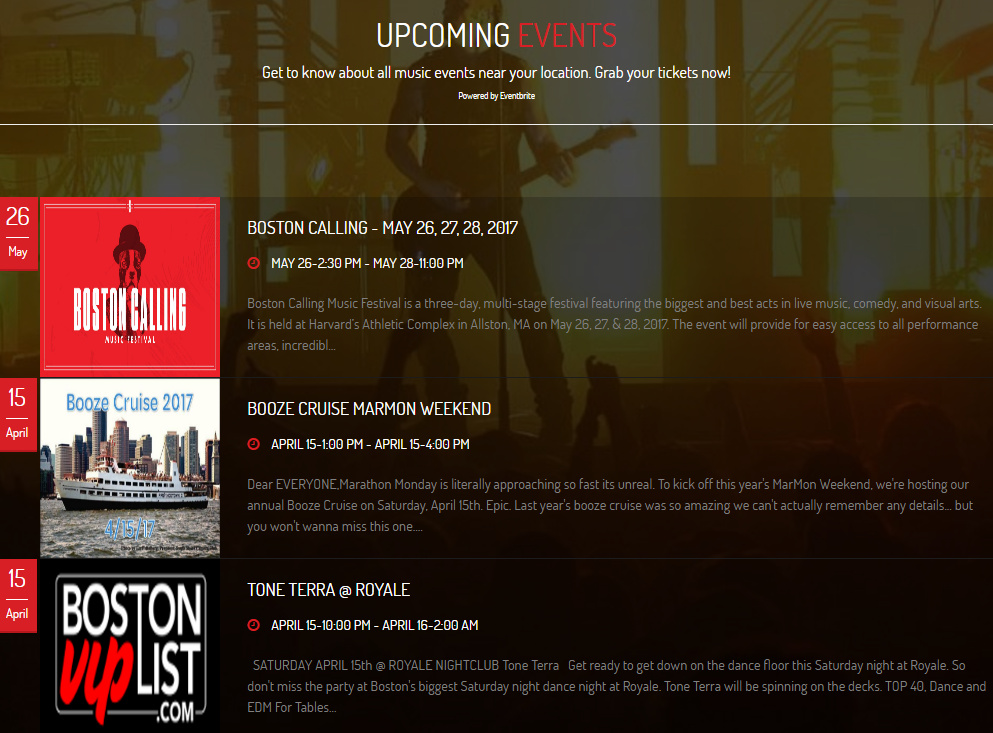 UPCOMING EVENTS
Get to know about all music events near your location. Grab your tickets now!
Powered by Eventbrite
26
May
BOSTON CALLING
MUSIC FESTIVAL
BOSTON CALLING - MAY 26, 27, 28, 2017
MAY 26-2:30 PM - MAY 28-11:00 PM
Boston Calling Music Festival is a three-day, multi-stage festival featuring the biggest and best acts in live music, comedy, and visual arts.
It is held at Harvard's Athletic Complex in Allston, MA on May 26, 27, & 28, 2017. The event will provide for easy access to all performance
areas, incredibl...
15
April
Booze Cruise 2017
4/15/17
BOOZE CRUISE MARMON WEEKEND
APRIL 15-1:00 PM - APRIL 15-4:00 PM
Dear EVERYONE,Marathon Monday is literally approaching so fast its unreal. To kick off this year's MarMon Weekend, we're hosting our
annual Booze Cruise on Saturday, April 15th. Epic. Last year's booze cruise was so amazing we can't actually remember any details... but
you won't wanna miss this one....
15
April
BOSTON
vip LIST
.COM
TONE TERRA @ ROYALE
APRIL 15-10:00 PM - APRIL 16-2:00 AM
SATURDAY APRIL 15th @ ROYALE NIGHTCLUB Tone Terra Get ready to get down on the dance floor this Saturday night at Royale. So
don't miss the party at Boston's biggest Saturday night dance night at Royale. Tone Terra will be spinning on the decks. TOP 40, Dance and
EDM For Tables...